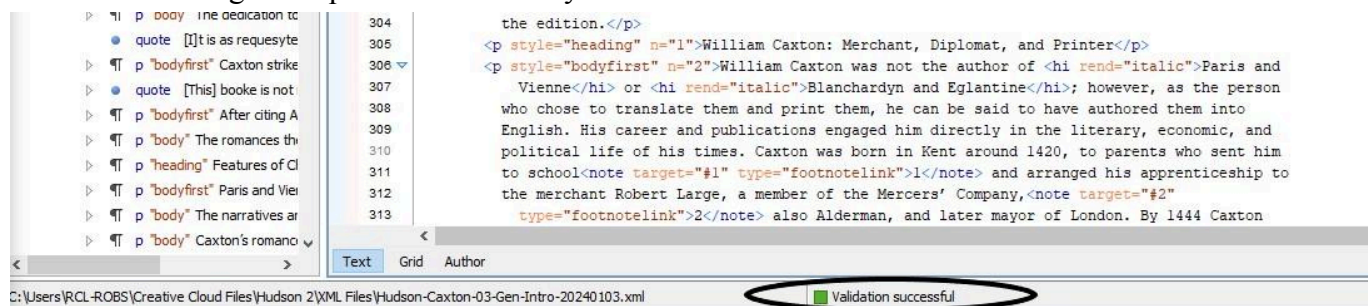 p "body" The dedication to
quote [I]t is as requesyte
p "bodyfirst" Caxton strike
quote [This] booke is not
p "bodyfirst" After citing A
p "body" The romances the
p "heading" Features of Cl
p "bodyfirst" Paris and Vien
p "body" The narratives ar
p "body" Caxton's romanc
304 the edition.</p>
305 <p style="heading" n="1">William Caxton: Merchant, Diplomat, and Printer</p>
306 <p style="bodyfirst" n="2">William Caxton was not the author of <hi rend="italic">Paris and
307 Vienne</hi> or <hi rend="italic">Blanchardyn and Eglantine</hi>; however, as the person
308 who chose to translate them and print them, he can be said to have authored them into
309 English. His career and publications engaged him directly in the literary, economic, and
310 political life of his times. Caxton was born in Kent around 1420, to parents who sent him
311 to school<note target="#1" type="footnotelink">1</note> and arranged his apprenticeship to
312 the merchant Robert Large, a member of the Mercers’ Company,<note target="#2"
313 type="footnotelink">2</note> also Alderman, and later mayor of London. By 1444 Caxton
Text Grid Author
C:\Users\RCL-ROBS\Creative Cloud Files\Hudson 2\XML Files\Hudson-Caxton-03-Gen-Intro-20240103.xml Validation successful